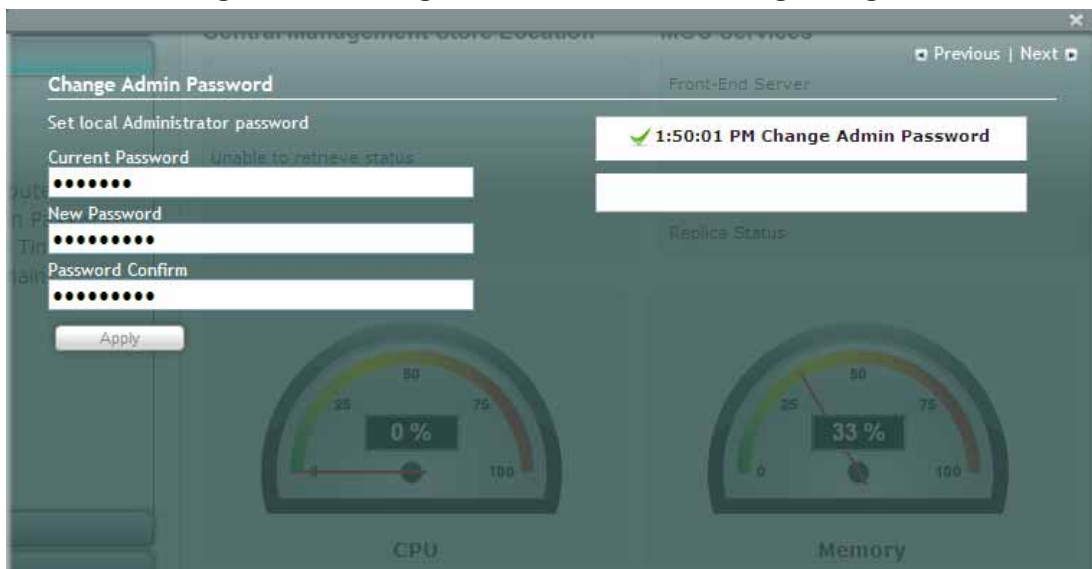 Central Management Store Location
MCS Services
Previous | Next
Change Admin Password
Front-End Server
Set local Administrator password
1:50:01 PM Change Admin Password
Current Password
Unable to retrieve status
•••••••
New Password
•••••••••
Replica Status
Password Confirm
•••••••••
Apply
50
25
75
0 %
0
100
CPU
50
25
75
33 %
0
100
Memory